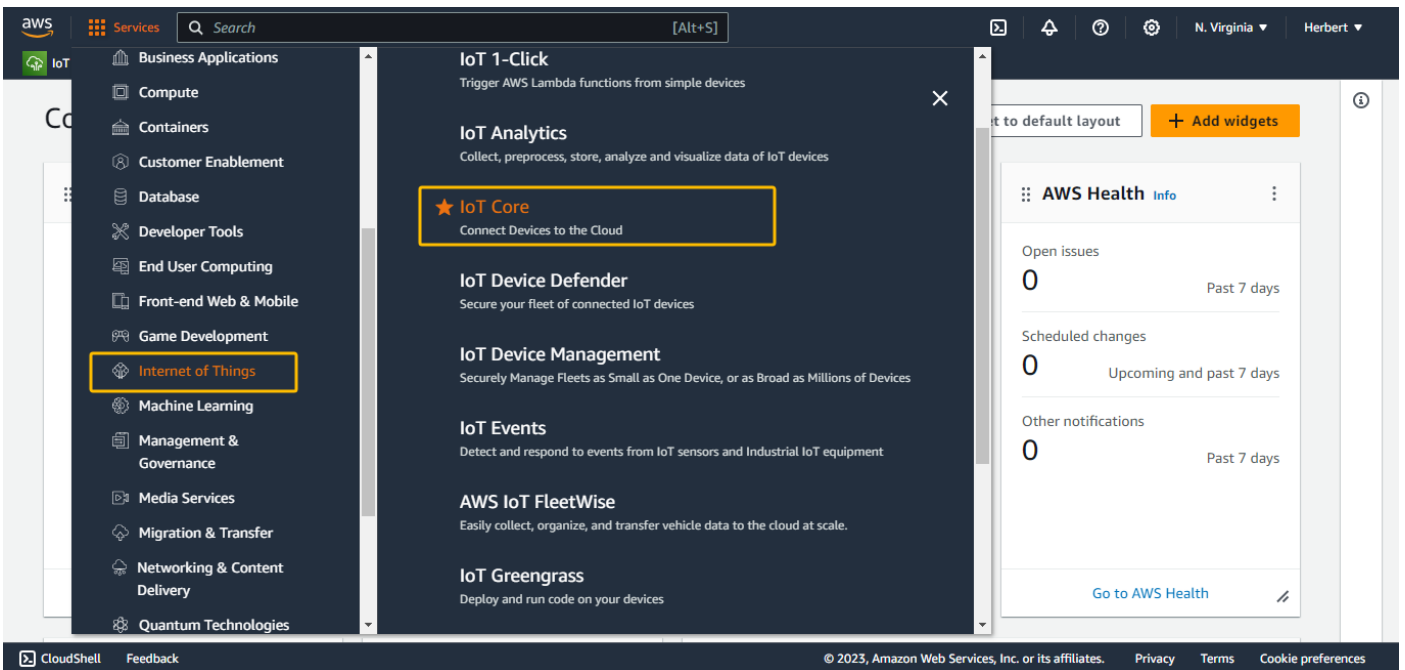 aws
Services
Search
[Alt+S]
N. Virginia
Herbert
IoT
Business Applications
Compute
Containers
Customer Enablement
Database
Developer Tools
End User Computing
Front-end Web & Mobile
Game Development
Internet of Things
Machine Learning
Management &
Governance
Media Services
Migration & Transfer
Networking & Content
Delivery
Quantum Technologies
IoT 1-Click
Trigger AWS Lambda functions from simple devices
IoT Analytics
Collect, preprocess, store, analyze and visualize data of IoT devices
IoT Core
Connect Devices to the Cloud
IoT Device Defender
Secure your fleet of connected IoT devices
IoT Device Management
Securely Manage Fleets as Small as One Device, or as Broad as Millions of Devices
IoT Events
Detect and respond to events from IoT sensors and Industrial IoT equipment
AWS IoT FleetWise
Easily collect, organize, and transfer vehicle data to the cloud at scale.
IoT Greengrass
Deploy and run code on your devices
to default layout
+ Add widgets
AWS Health Info
Open issues
0
Past 7 days
Scheduled changes
0
Upcoming and past 7 days
Other notifications
0
Past 7 days
Go to AWS Health
CloudShell
Feedback
© 2023, Amazon Web Services, Inc. or its affiliates.
Privacy
Terms
Cookie preferences